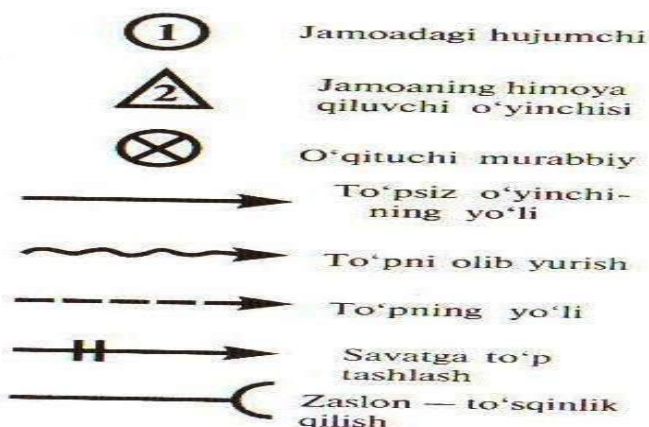 1 Jamoadagi hujumchi
2 Jamoaning himoya
qiluvchi o‘yinchisi
O‘qituchi murabbiy
To‘psiz o‘yinchi-
ning yo‘li
To‘pni olib yurish
To‘pning yo‘li
Savatga to‘p
tashlash
Zaslon — to‘sqinlik
qilish